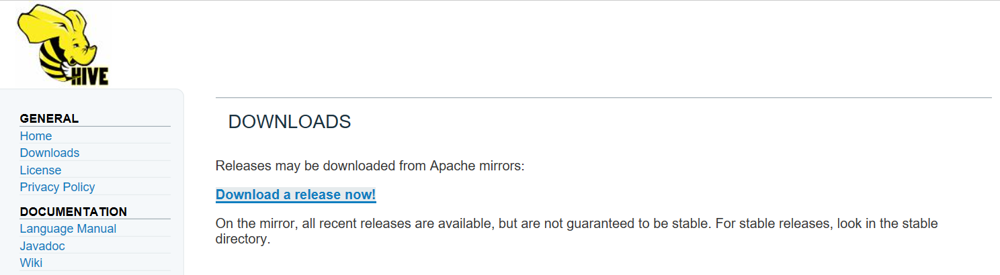 HIVE
GENERAL
Home
Downloads
License
Privacy Policy
DOCUMENTATION
Language Manual
Javadoc
Wiki
DOWNLOADS
Releases may be downloaded from Apache mirrors:
Download a release now!
On the mirror, all recent releases are available, but are not guaranteed to be stable. For stable releases, look in the stable
directory.